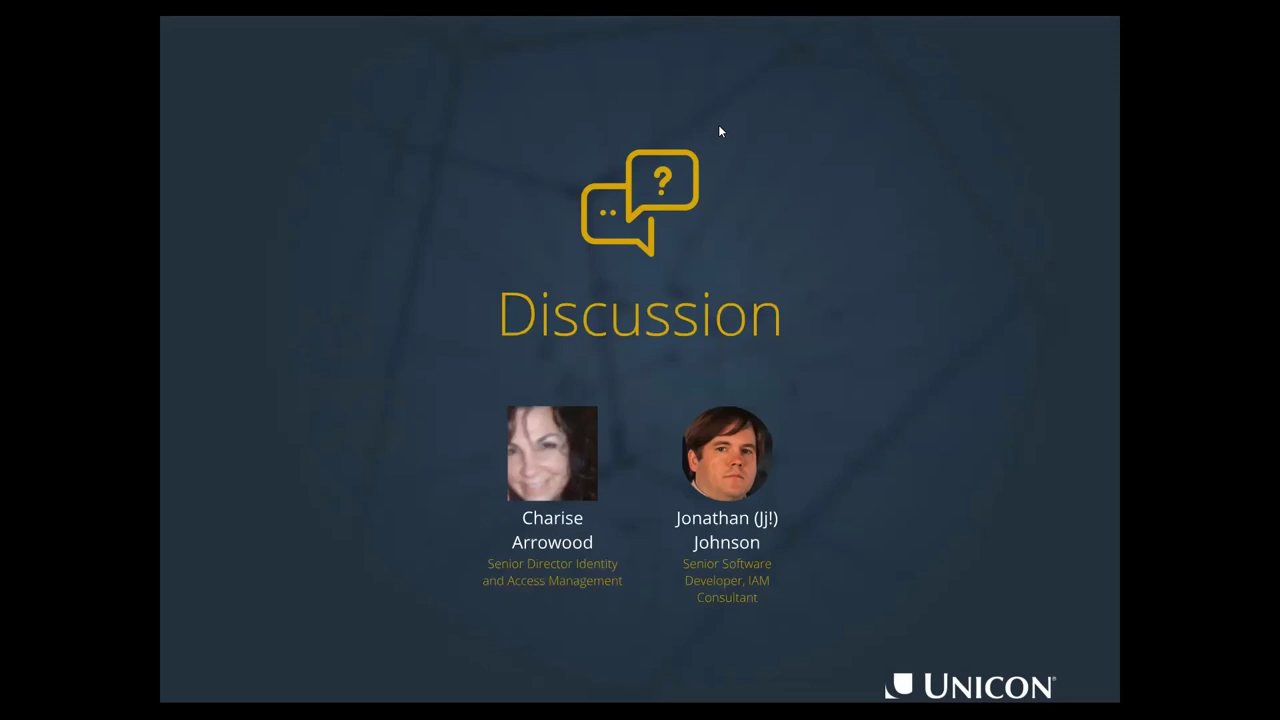 ?
Discussion
Charise
Arrowood
Senior Director Identity
and Access Management
Jonathan (Jj!)
Johnson
Senior Software
Developer, IAM
Consultant
UNICON®